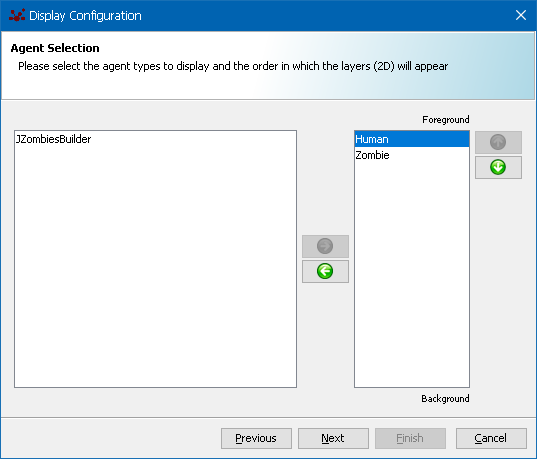 Display Configuration
Agent Selection
Please select the agent types to display and the order in which the layers (2D) will appear
Foreground
JZombiesBuilder
Human
Zombie
Background
Previous
Next
Finish
Cancel